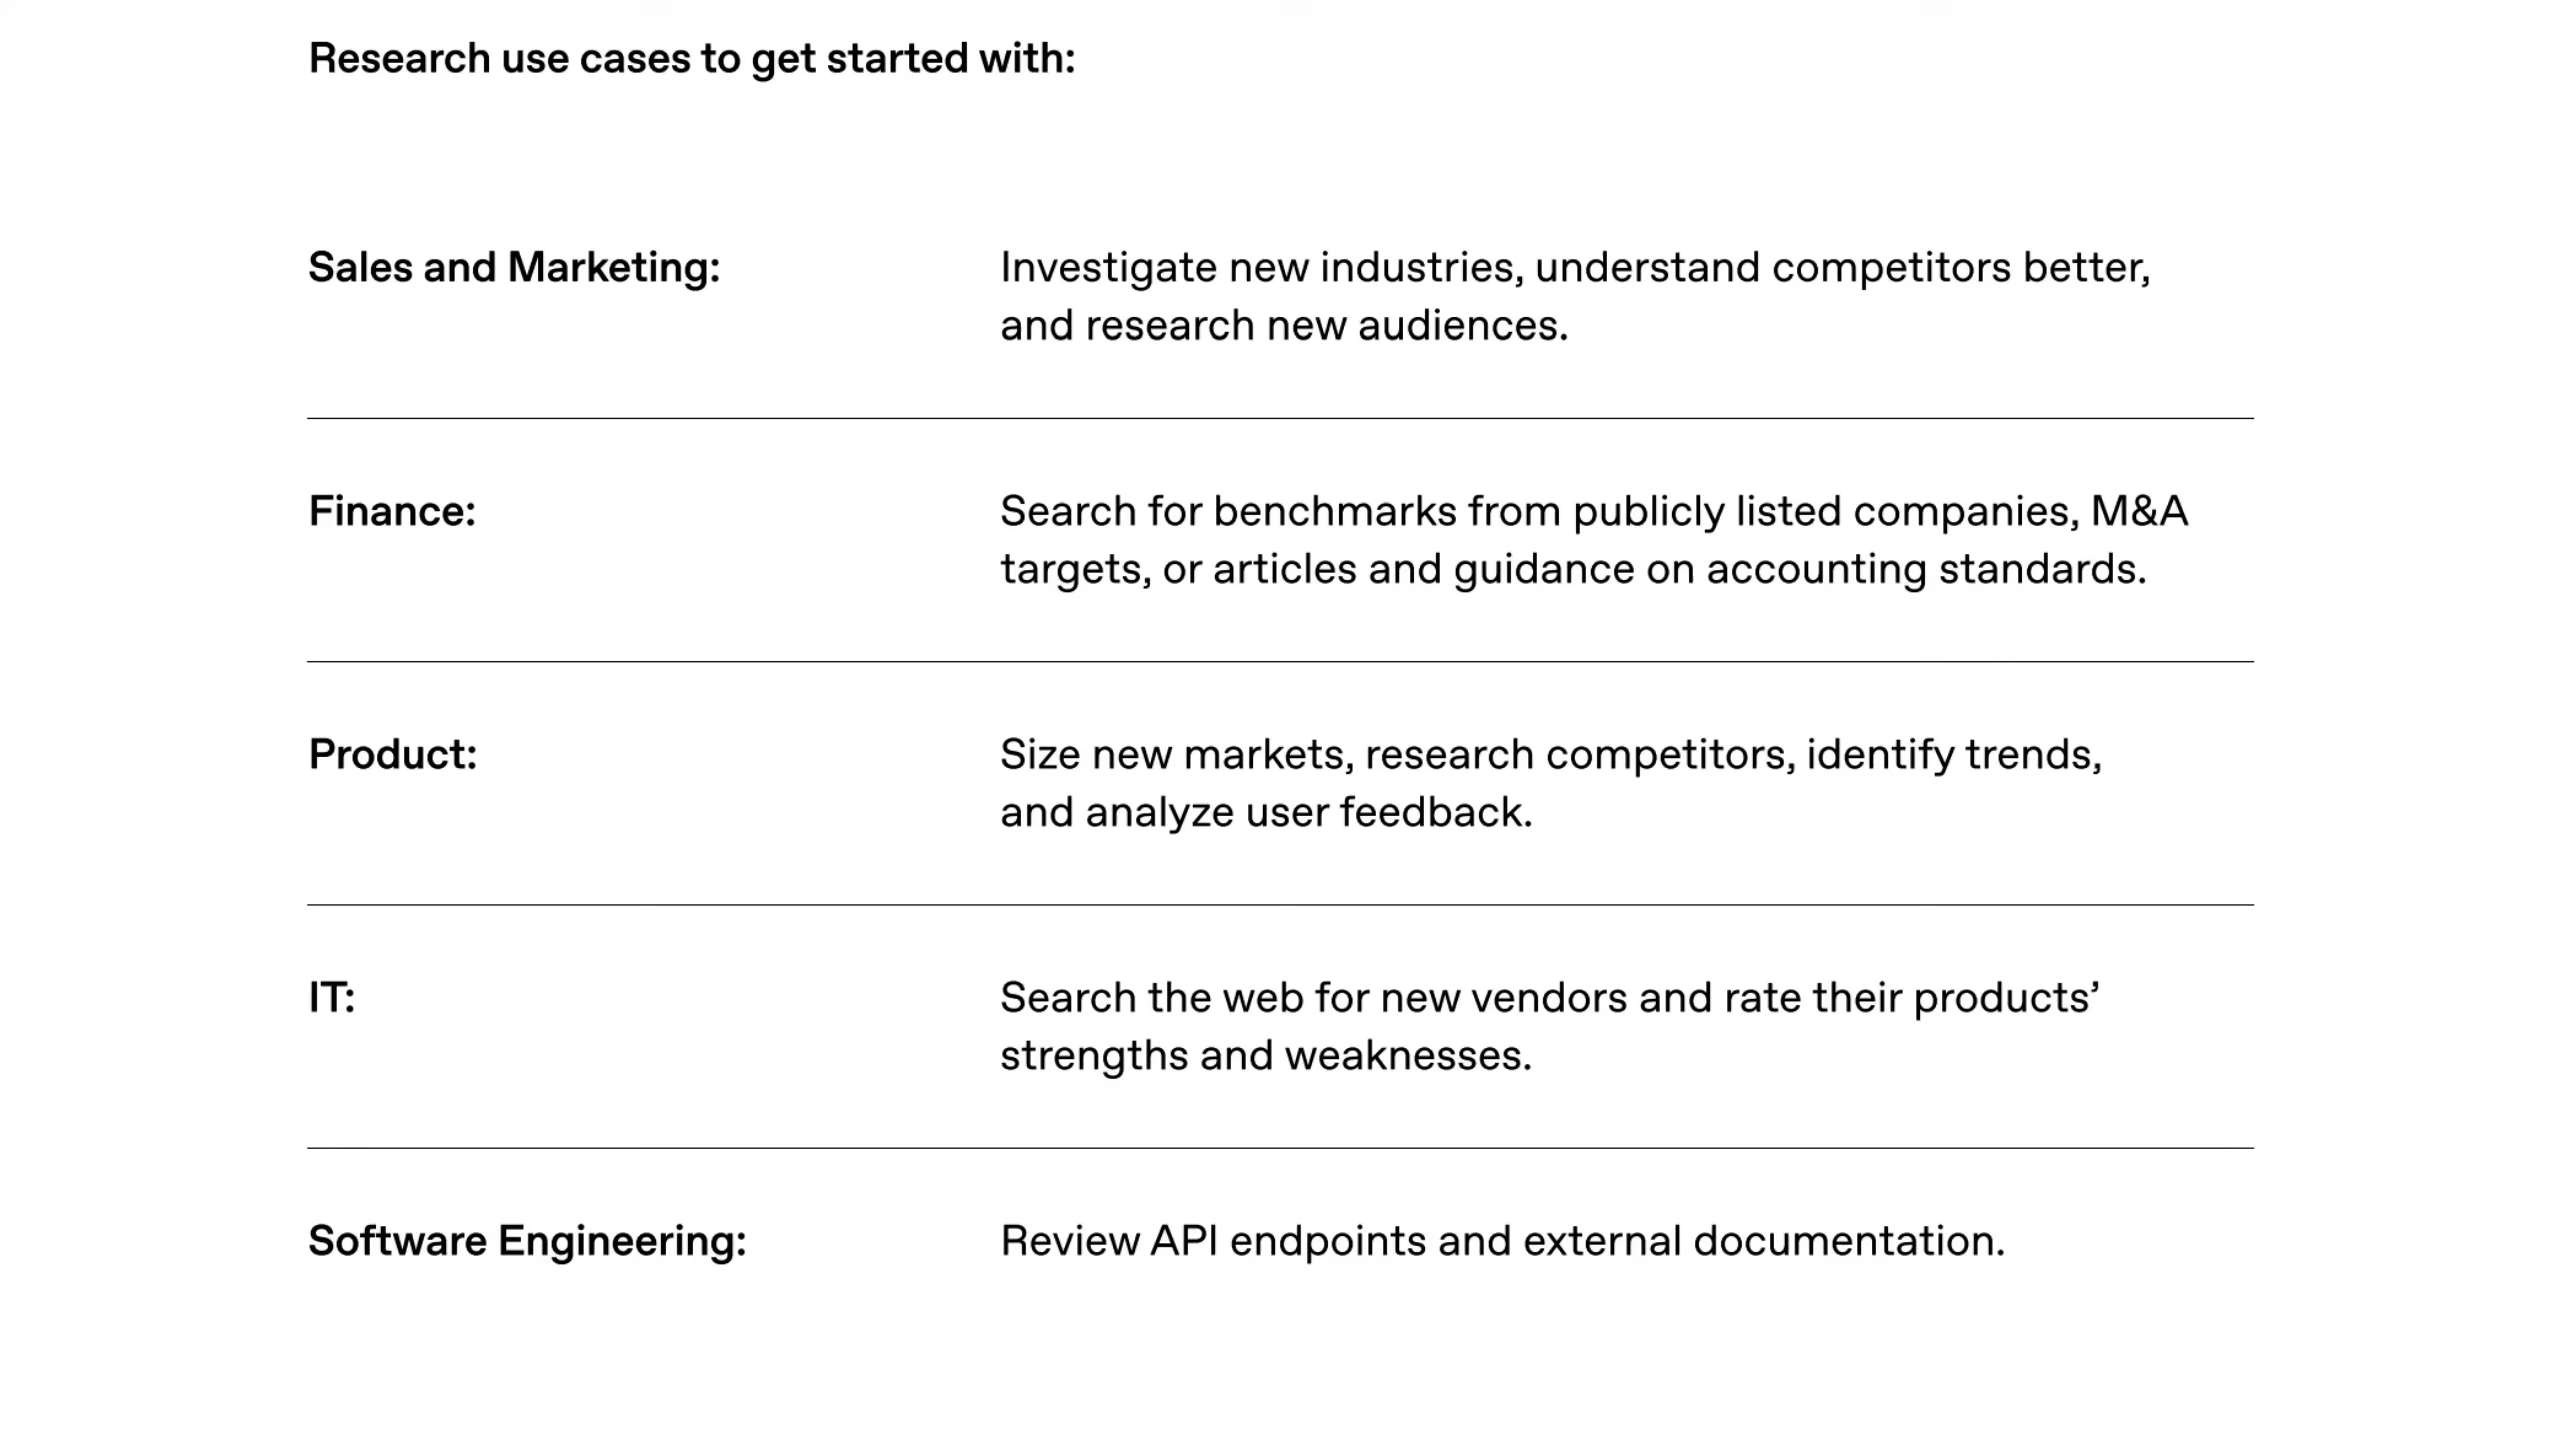 Research use cases to get started with:
Sales and Marketing:
Investigate new industries, understand competitors better,
and research new audiences.
Finance:
Search for benchmarks from publicly listed companies, M&A
targets, or articles and guidance on accounting standards.
Product:
Size new markets, research competitors, identify trends,
and analyze user feedback.
IT:
Search the web for new vendors and rate their products’
strengths and weaknesses.
Software Engineering:
Review API endpoints and external documentation.